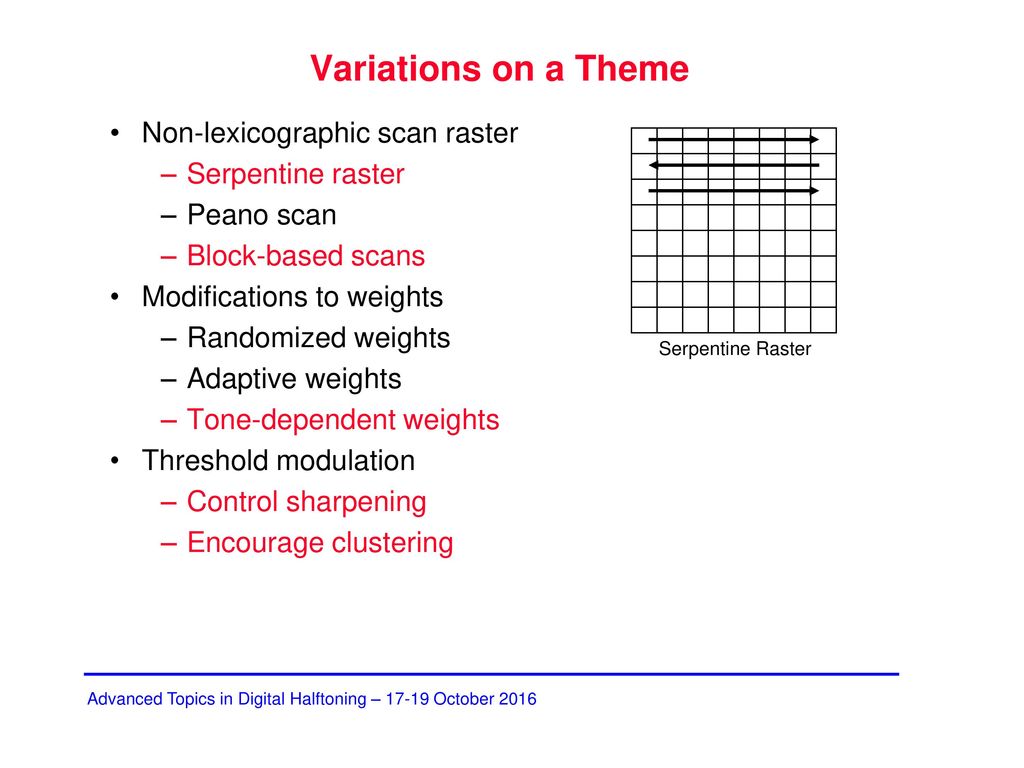 Variations on a Theme
• Non-lexicographic scan raster
– Serpentine raster
– Peano scan
– Block-based scans
• Modifications to weights
– Randomized weights
– Adaptive weights
– Tone-dependent weights
• Threshold modulation
– Control sharpening
– Encourage clustering
Serpentine Raster
Advanced Topics in Digital Halftoning – 17-19 October 2016